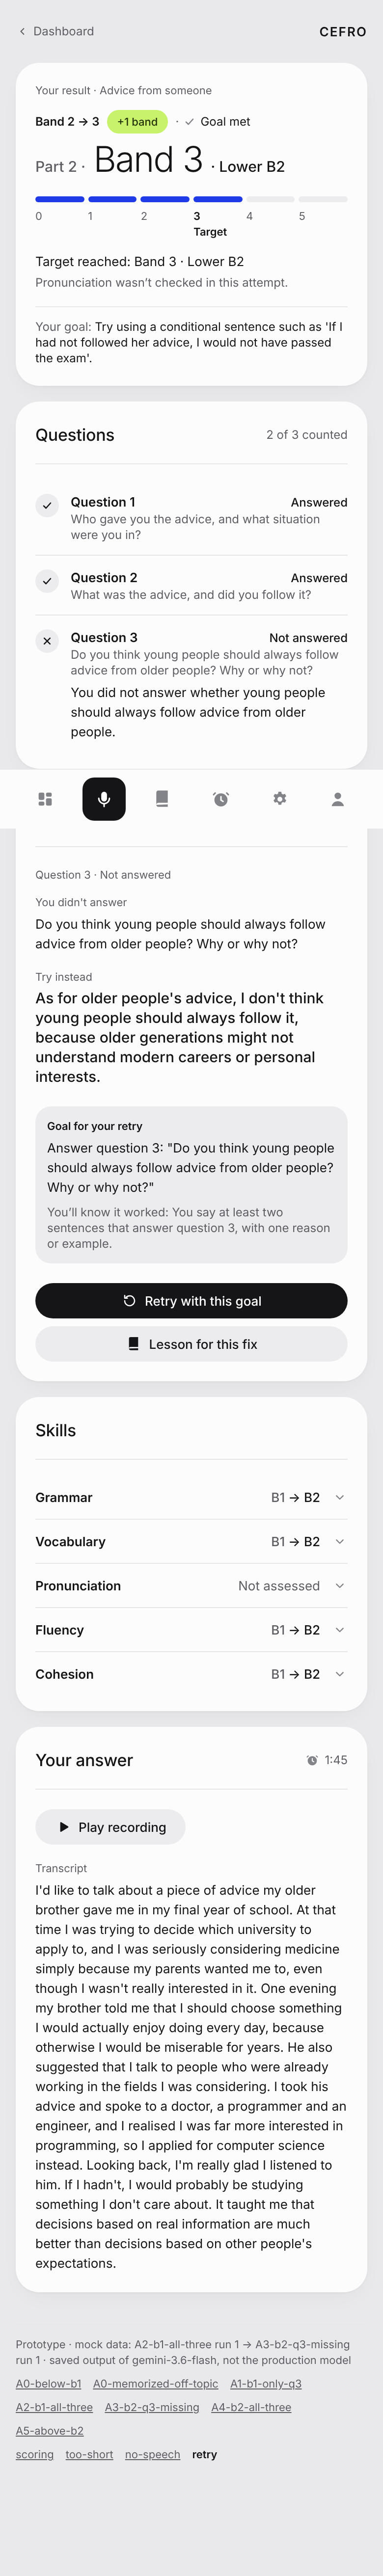 Dashboard
CEFRO
Your result · Advice from someone
Band 2 → 3 +1 band · ✓ Goal met
Part 2 · Band 3 · Lower B2
0 1 2 3 4 5
Target
Target reached: Band 3 · Lower B2
Pronunciation wasn’t checked in this attempt.
Your goal: Try using a conditional sentence such as 'If I
had not followed her advice, I would not have passed
the exam'.
Questions
2 of 3 counted
Question 1 Answered
Who gave you the advice, and what situation
were you in?
Question 2 Answered
What was the advice, and did you follow it?
Question 3 Not answered
Do you think young people should always follow
advice from older people? Why or why not?
You did not answer whether young people
should always follow advice from older
people.
Question 3 · Not answered
You didn't answer
Do you think young people should always follow
advice from older people? Why or why not?
Try instead
As for older people's advice, I don't think
young people should always follow it,
because older generations might not
understand modern careers or personal
interests.
Goal for your retry
Answer question 3: "Do you think young people
should always follow advice from older people?
Why or why not?"
You’ll know it worked: You say at least two
sentences that answer question 3, with one reason
or example.
Retry with this goal
Lesson for this fix
Skills
Grammar B1 → B2
Vocabulary B1 → B2
Pronunciation Not assessed
Fluency B1 → B2
Cohesion B1 → B2
Your answer 1:45
Play recording
Transcript
I'd like to talk about a piece of advice my older
brother gave me in my final year of school. At that
time I was trying to decide which university to
apply to, and I was seriously considering medicine
simply because my parents wanted me to, even
though I wasn't really interested in it. One evening
my brother told me that I should choose something
I would actually enjoy doing every day, because
otherwise I would be miserable for years. He also
suggested that I talk to people who were already
working in the fields I was considering. I took his
advice and spoke to a doctor, a programmer and an
engineer, and I realised I was far more interested in
programming, so I applied for computer science
instead. Looking back, I'm really glad I listened to
him. If I hadn't, I would probably be studying
something I don't care about. It taught me that
decisions based on real information are much
better than decisions based on other people's
expectations.
Prototype · mock data: A2-b1-all-three run 1 → A3-b2-q3-missing
run 1 · saved output of gemini-3.6-flash, not the production model
A0-below-b1 A0-memorized-off-topic A1-b1-only-q3
A2-b1-all-three A3-b2-q3-missing A4-b2-all-three
A5-above-b2
scoring too-short no-speech retry